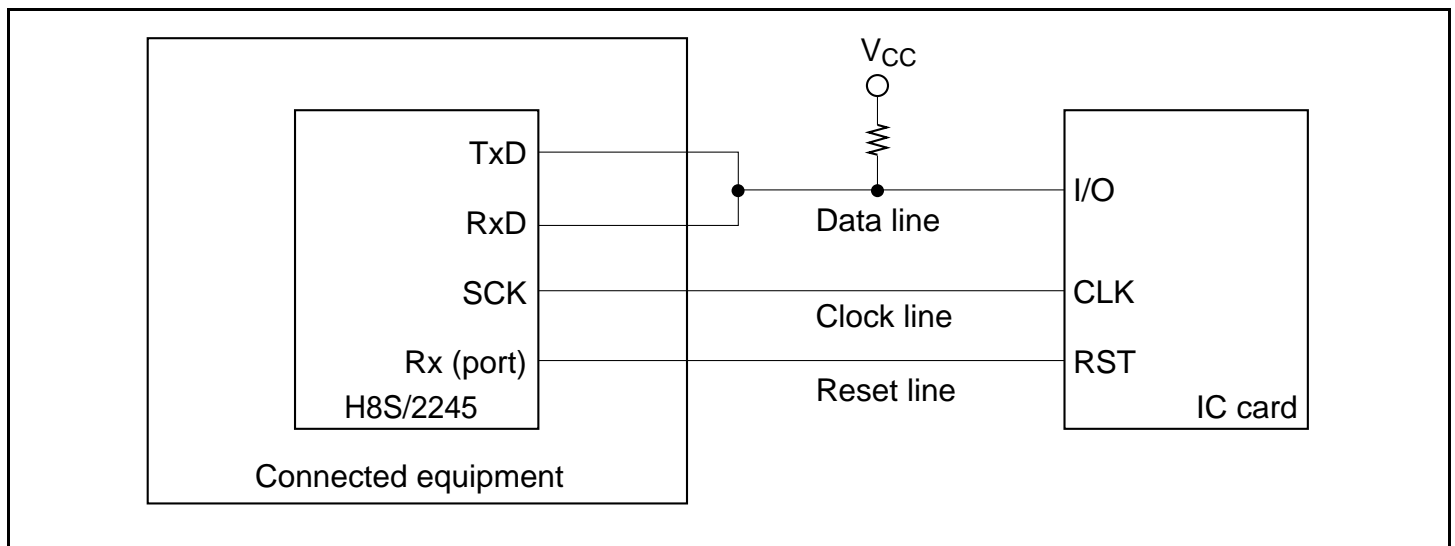 VCC
TxD
RxD
SCK
Rx (port)
H8S/2245
Connected equipment
Data line
Clock line
Reset line
I/O
CLK
RST
IC card